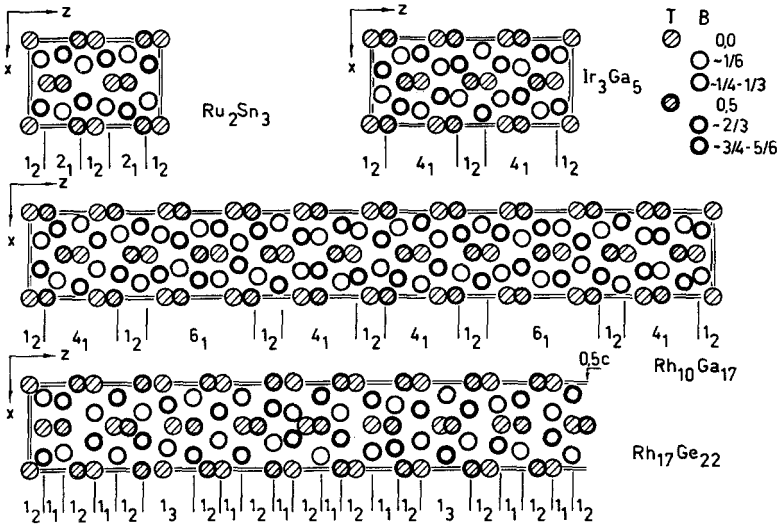 z
z
T B
x
x
0,0
~1/6
~1/4-1/3
0,5
~2/3
~3/4-5/6
Ru₂Sn₃
Ir₃Ga₅
1₂ 2₁ 1₂ 2₁ 1₂
1₂ 4₁ 1₂ 4₁ 1₂
z
x
1₂ 4₁ 1₂ 6₁ 1₂ 4₁ 1₂ 4₁ 1₂ 6₁ 1₂ 4₁ 1₂
z
0,5c
Rh₁₀Ga₁₇
x
Rh₁₇Ge₂₂
1₂ 1₁ 1₂ 1₁ 1₂ 1₃ 1₂ 1₁ 1₂ 1₁ 1₂ 1₁ 1₂ 1₁ 1₂ 1₃ 1₂ 1₁ 1₂ 1₁ 1₂